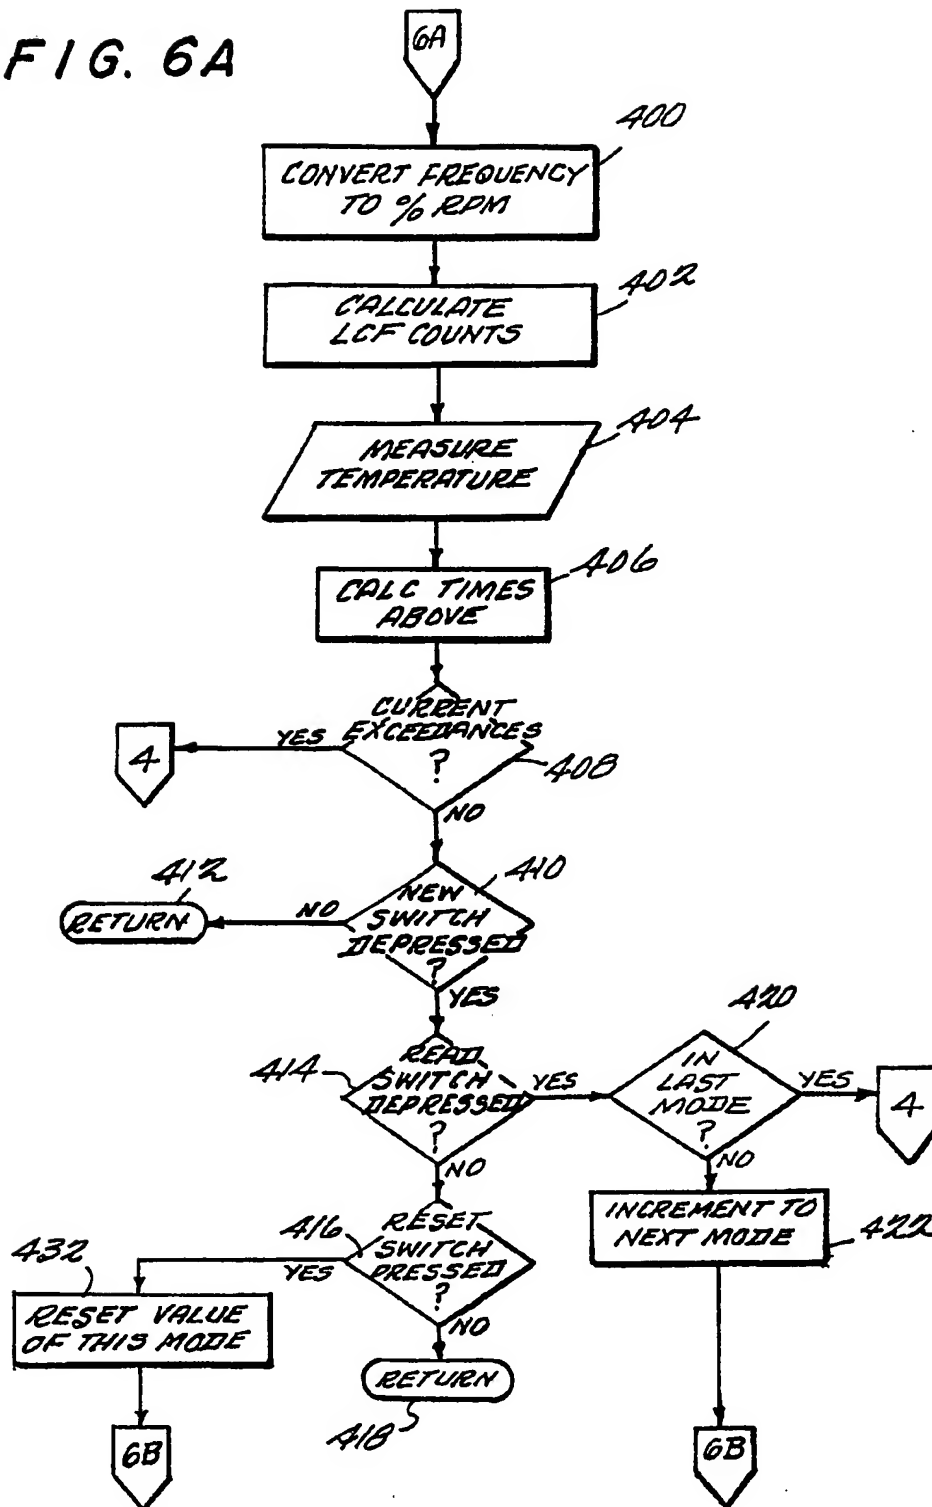 FIG. 6A
6A
400
CONVERT FREQUENCY
TO % RPM
402
CALCULATE
LCF COUNTS
404
MEASURE
TEMPERATURE
406
CALC TIMES
ABOVE
CURRENT
EXCEEDANCES
?
408
YES
4
NO
410
NEW
SWITCH
DEPRESSED
?
NO
412
RETURN
YES
414
READ
SWITCH
DEPRESSED
?
YES
420
IN
LAST
MODE
?
YES
4
NO
NO
INCREMENT TO
NEXT MODE
422
416
RESET
SWITCH
PRESSED
?
YES
432
RESET VALUE
OF THIS MODE
NO
RETURN
418
6B
6B